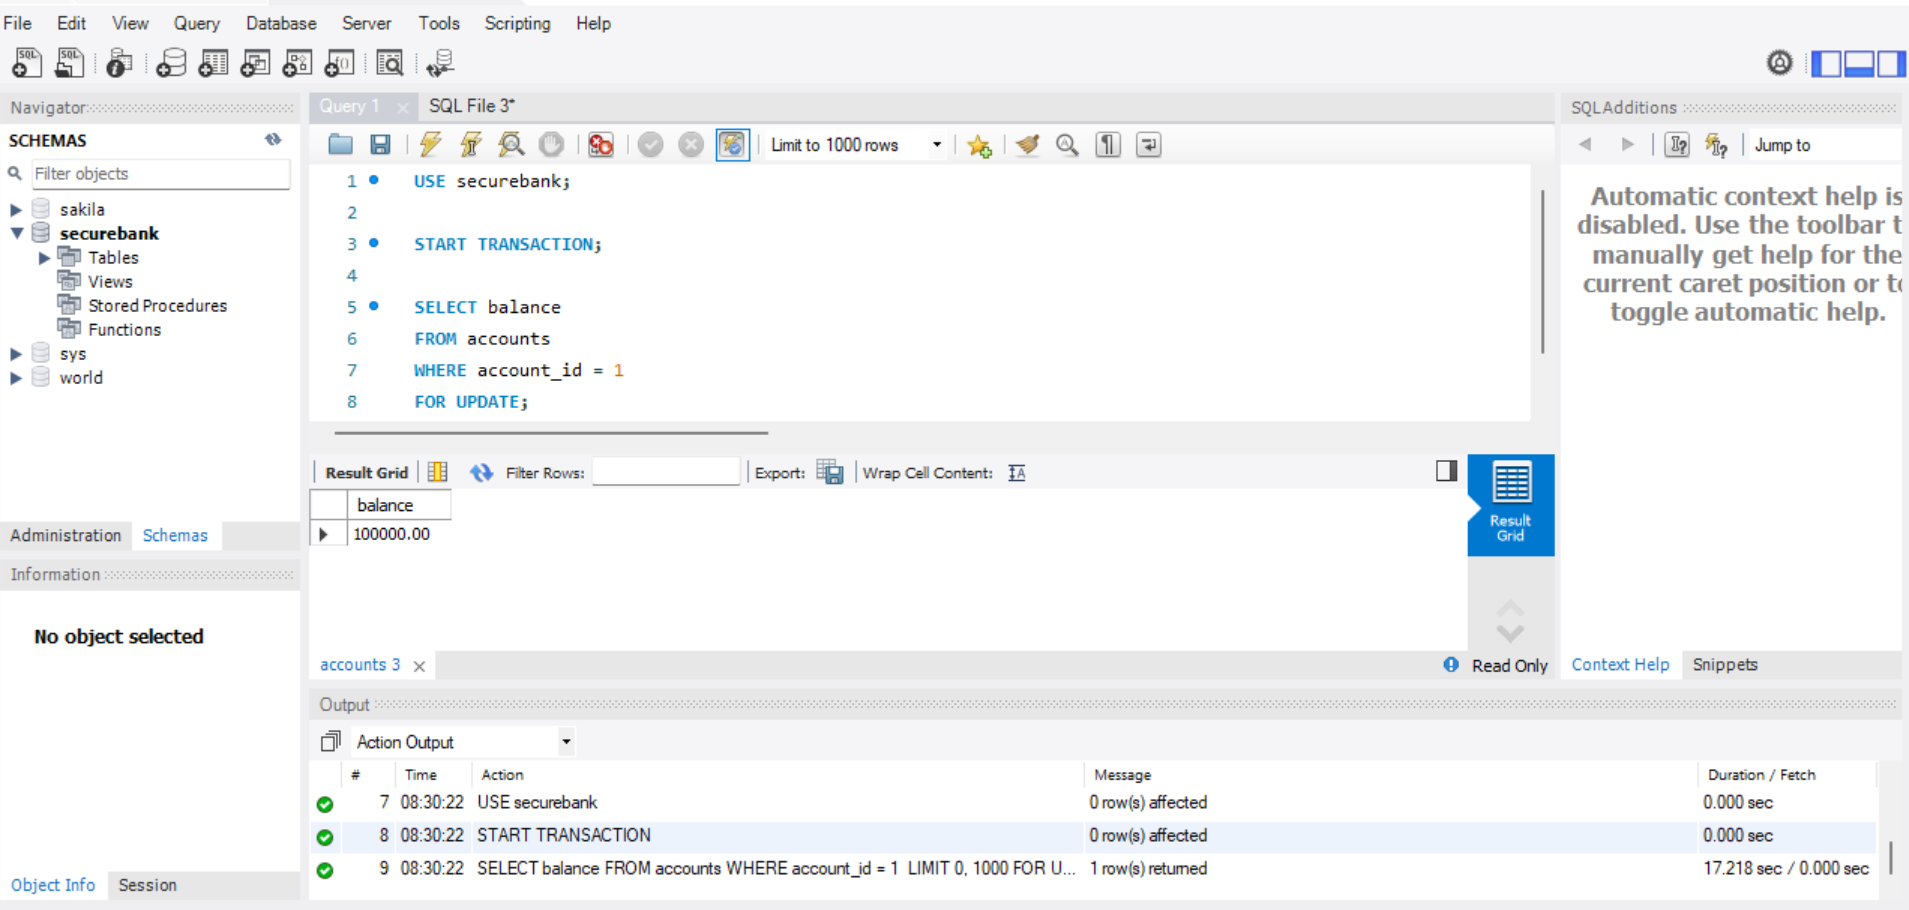 File Edit View Query Database Server Tools Scripting Help
SQL SQL
Navigator
SCHEMAS
Filter objects
sakila
securebank
Tables
Views
Stored Procedures
Functions
sys
world
Administration Schemas
Information
No object selected
Object Info Session
Query 1 SQL File 3*
Limit to 1000 rows
1 USE securebank;
2
3 START TRANSACTION;
4
5 SELECT balance
6 FROM accounts
7 WHERE account_id = 1
8 FOR UPDATE;
Result Grid Filter Rows: Export: Wrap Cell Content:
balance
100000.00
Result
Grid
accounts 3 Read Only
SQLAdditions
Jump to
Automatic context help is
disabled. Use the toolbar t
manually get help for the
current caret position or to
toggle automatic help.
Context Help Snippets
Output
Action Output
# Time Action Message Duration / Fetch
7 08:30:22 USE securebank 0 row(s) affected 0.000 sec
8 08:30:22 START TRANSACTION 0 row(s) affected 0.000 sec
9 08:30:22 SELECT balance FROM accounts WHERE account_id = 1 LIMIT 0, 1000 FOR U... 1 row(s) returned 17.218 sec / 0.000 sec